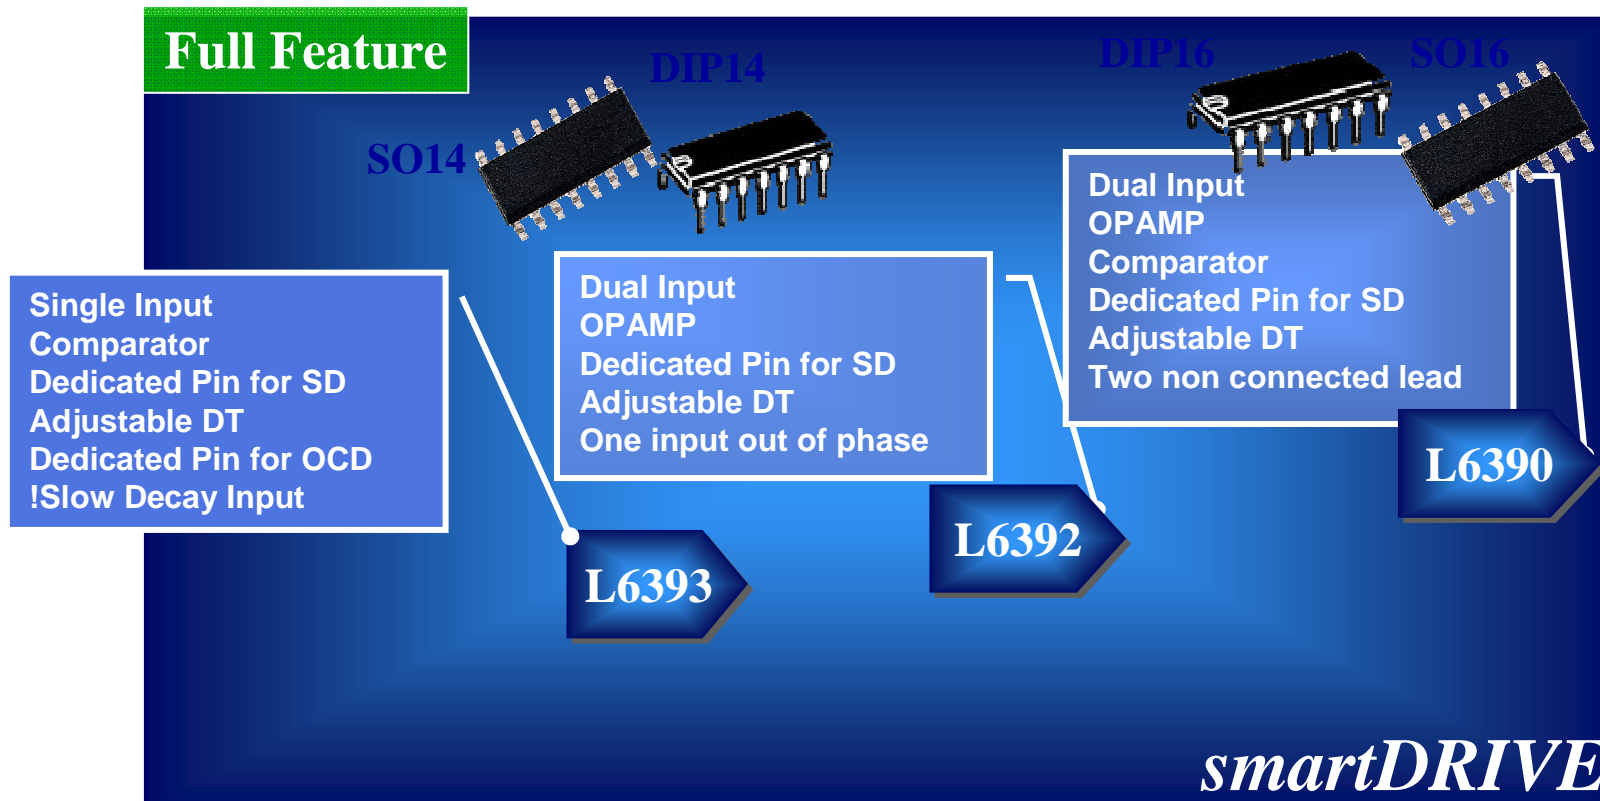 Full Feature
DIP14
SO14
DIP16
SO16
Single Input
Comparator
Dedicated Pin for SD
Adjustable DT
Dedicated Pin for OCD
!Slow Decay Input
L6393
Dual Input
OPAMP
Dedicated Pin for SD
Adjustable DT
One input out of phase
L6392
Dual Input
OPAMP
Comparator
Dedicated Pin for SD
Adjustable DT
Two non connected lead
L6390
smartDRIVE